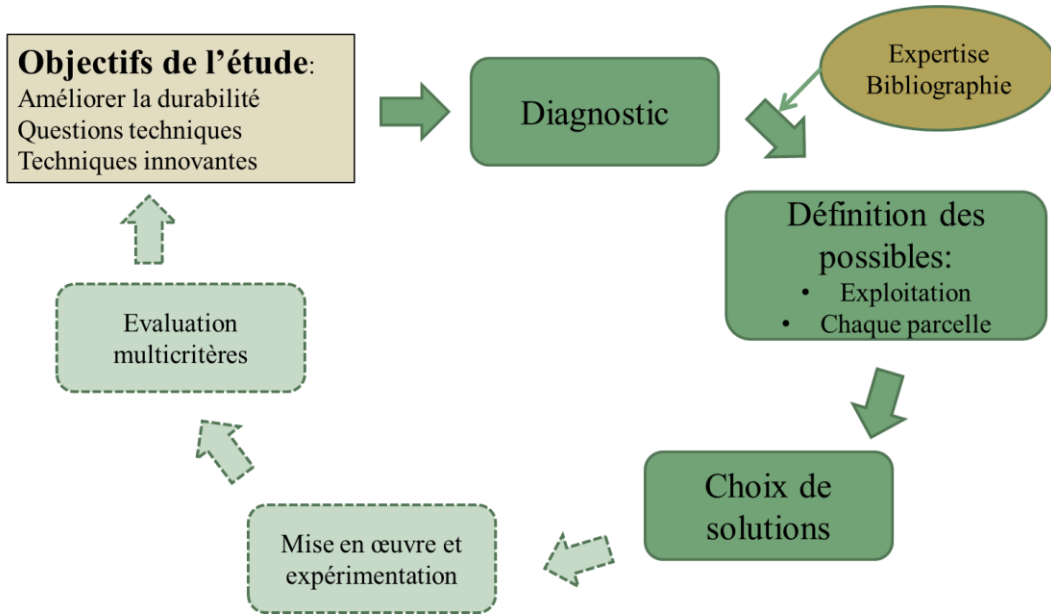 Objectifs de l’étude:
Améliorer la durabilité
Questions techniques
Techniques innovantes
Diagnostic
Expertise
Bibliographie
Définition des
possibles:
• Exploitation
• Chaque parcelle
Choix de
solutions
Mise en œuvre et
expérimentation
Evaluation
multicritères